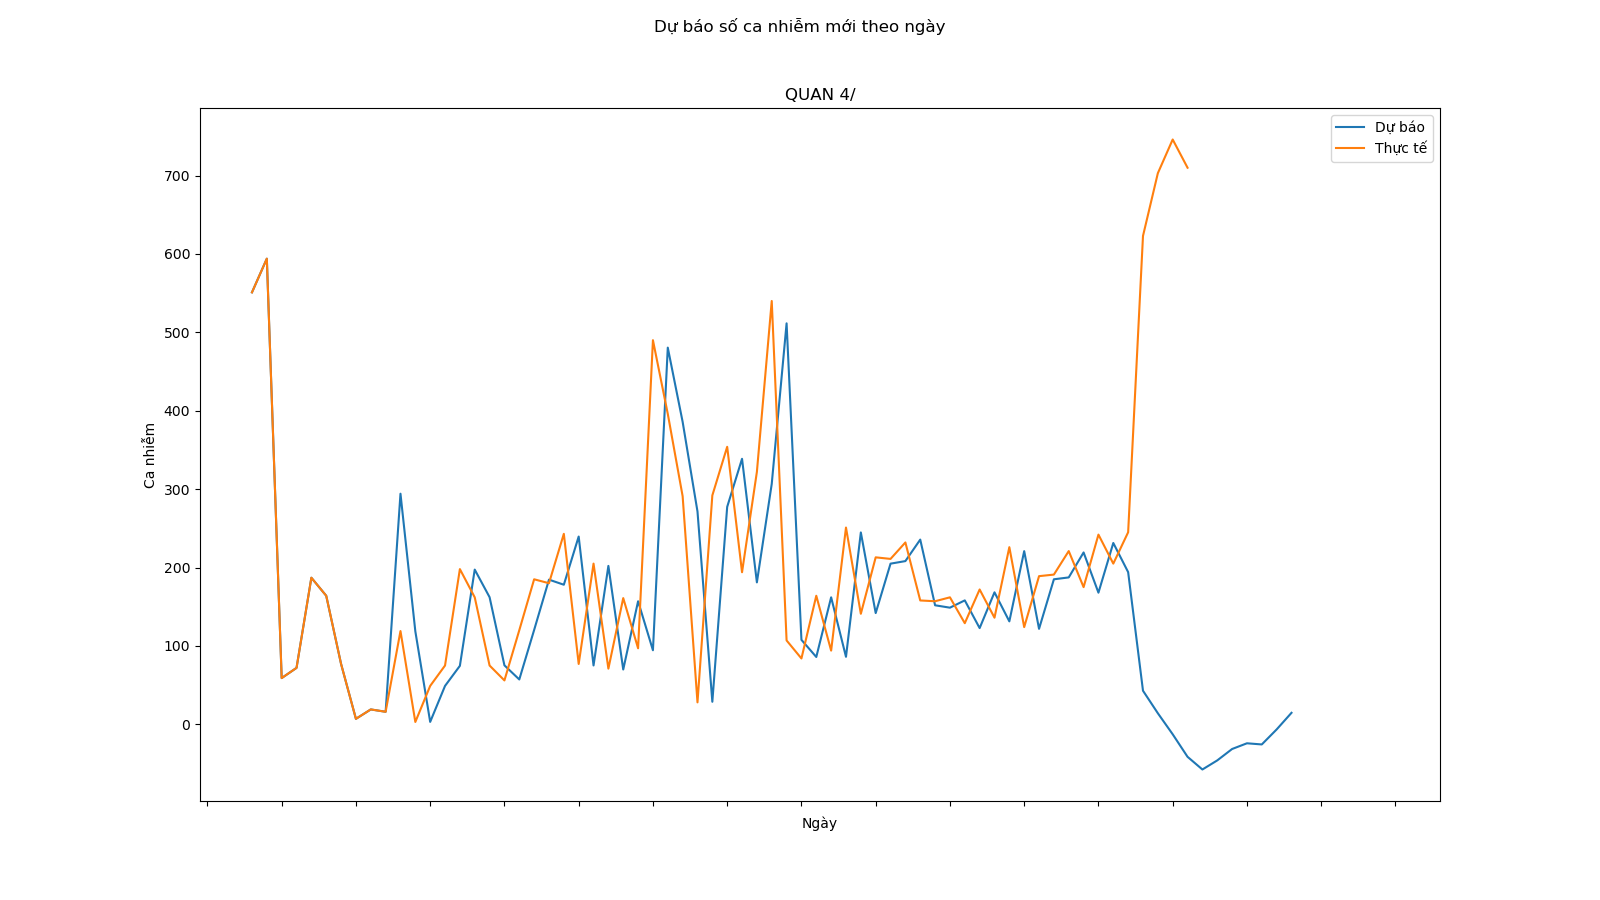 Dự báo số ca nhiễm mới theo ngày
QUAN 4/
Dự báo
Thực tế
700
600
500
400
300
200
100
0
Ca nhiễm
Ngày